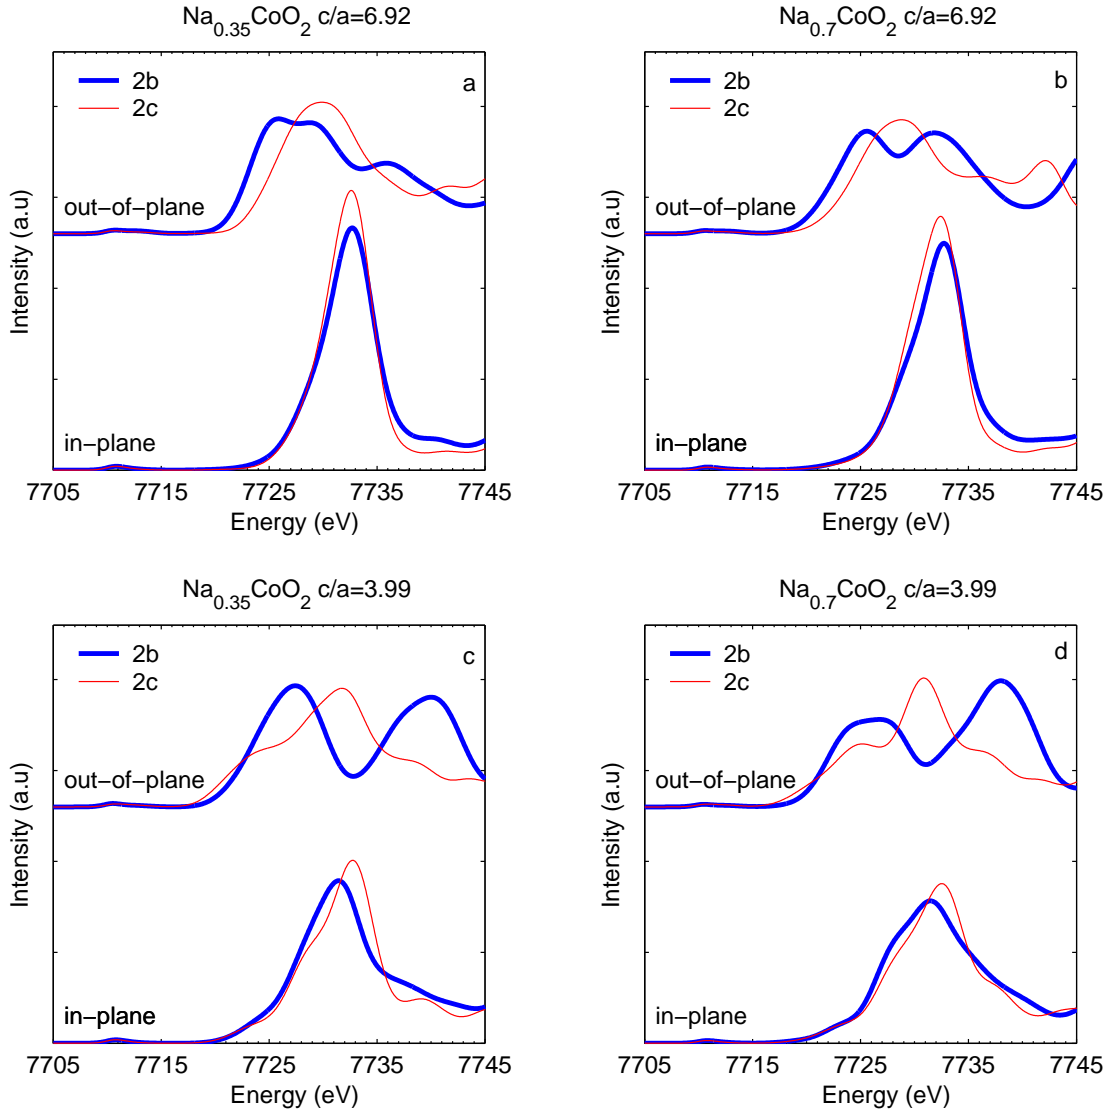 Na0.35CoO2 c/a=6.92
2b
2c
a
out-of-plane
in-plane
Intensity (a.u)
7705 7715 7725 7735 7745
Energy (eV)
Na0.7CoO2 c/a=6.92
2b
2c
b
out-of-plane
in-plane
Intensity (a.u)
7705 7715 7725 7735 7745
Energy (eV)
Na0.35CoO2 c/a=3.99
2b
2c
c
out-of-plane
in-plane
Intensity (a.u)
7705 7715 7725 7735 7745
Energy (eV)
Na0.7CoO2 c/a=3.99
2b
2c
d
out-of-plane
in-plane
Intensity (a.u)
7705 7715 7725 7735 7745
Energy (eV)